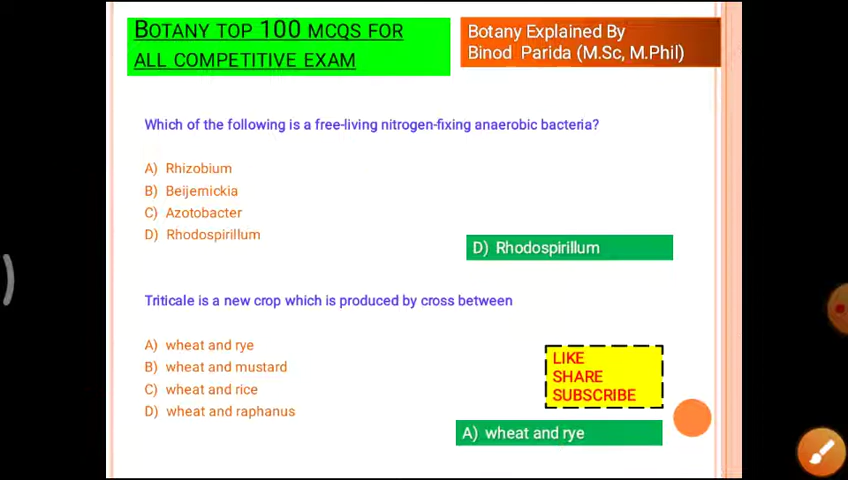 BOTANY TOP 100 MCQS FOR
ALL COMPETITIVE EXAM
Botany Explained By
Binod Parida (M.Sc, M.Phil)
Which of the following is a free-living nitrogen-fixing anaerobic bacteria?
A) Rhizobium
B) Beijernickia
C) Azotobacter
D) Rhodospirillum
D) Rhodospirillum
Triticale is a new crop which is produced by cross between
A) wheat and rye
B) wheat and mustard
C) wheat and rice
D) wheat and raphanus
LIKE
SHARE
SUBSCRIBE
A) wheat and rye